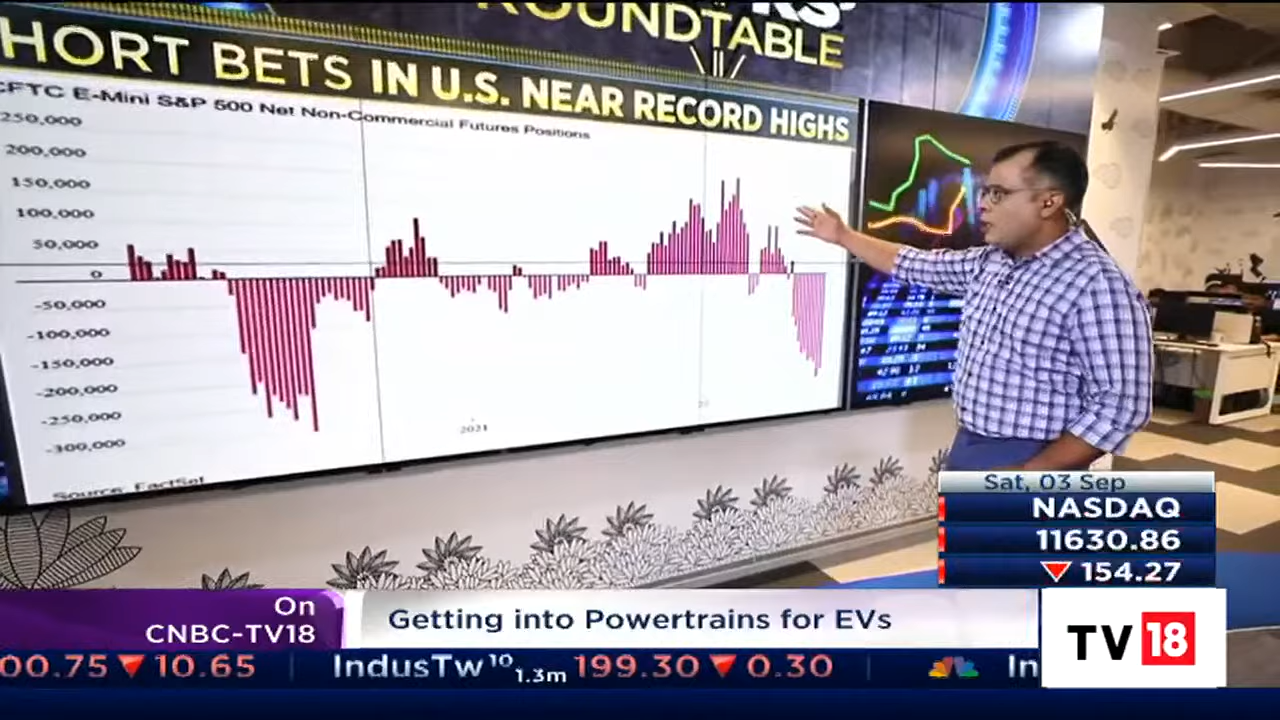 ROUNDTABLE
HORT BETS IN U.S. NEAR RECORD HIGHS
CFTC E-Mini S&P 500 Net Non-Commercial Futures Positions
250,000
200,000
150,000
100,000
50,000
0
-50,000
-100,000
-150,000
-200,000
-250,000
-300,000
2021
Source: FactSet
Sat, 03 Sep
NASDAQ
11630.86
▼ 154.27
On
CNBC-TV18
Getting into Powertrains for EVs
TV18
00.75 ▼ 10.65 IndusTw¹⁰ 1.3m 199.30 ▼ 0.30 In